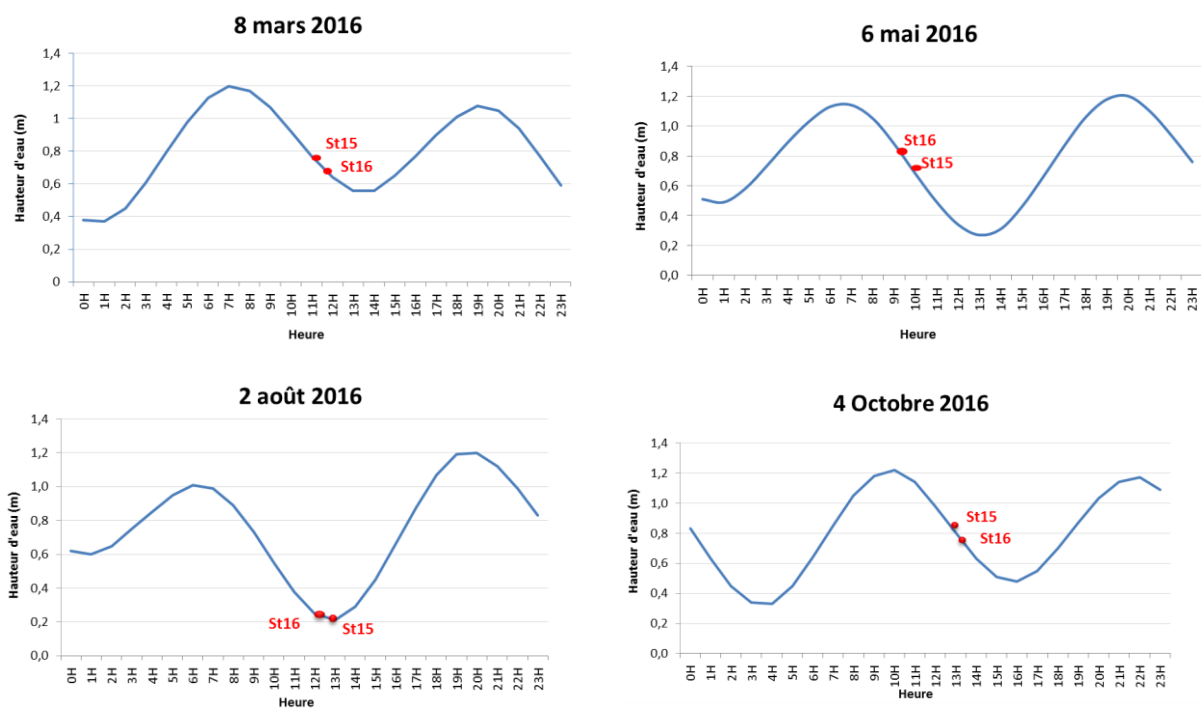 8 mars 2016
Hauteur d'eau (m)
1,4
1,2
1
0,8
0,6
0,4
0,2
0
St15
St16
0H 1H 2H 3H 4H 5H 6H 7H 8H 9H 10H 11H 12H 13H 14H 15H 16H 17H 18H 19H 20H 21H 22H 23H
Heure
6 mai 2016
Hauteur d'eau (m)
1,4
1,2
1,0
0,8
0,6
0,4
0,2
0,0
St16
St15
0H 1H 2H 3H 4H 5H 6H 7H 8H 9H 10H 11H 12H 13H 14H 15H 16H 17H 18H 19H 20H 21H 22H 23H
Heure
2 août 2016
Hauteur d'eau (m)
1,4
1,2
1,0
0,8
0,6
0,4
0,2
0,0
St16
St15
0H 1H 2H 3H 4H 5H 6H 7H 8H 9H 10H 11H 12H 13H 14H 15H 16H 17H 18H 19H 20H 21H 22H 23H
Heure
4 Octobre 2016
Hauteur d'eau (m)
1,4
1,2
1,0
0,8
0,6
0,4
0,2
0,0
St15
St16
0H 1H 2H 3H 4H 5H 6H 7H 8H 9H 10H 11H 12H 13H 14H 15H 16H 17H 18H 19H 20H 21H 22H 23H
Heure